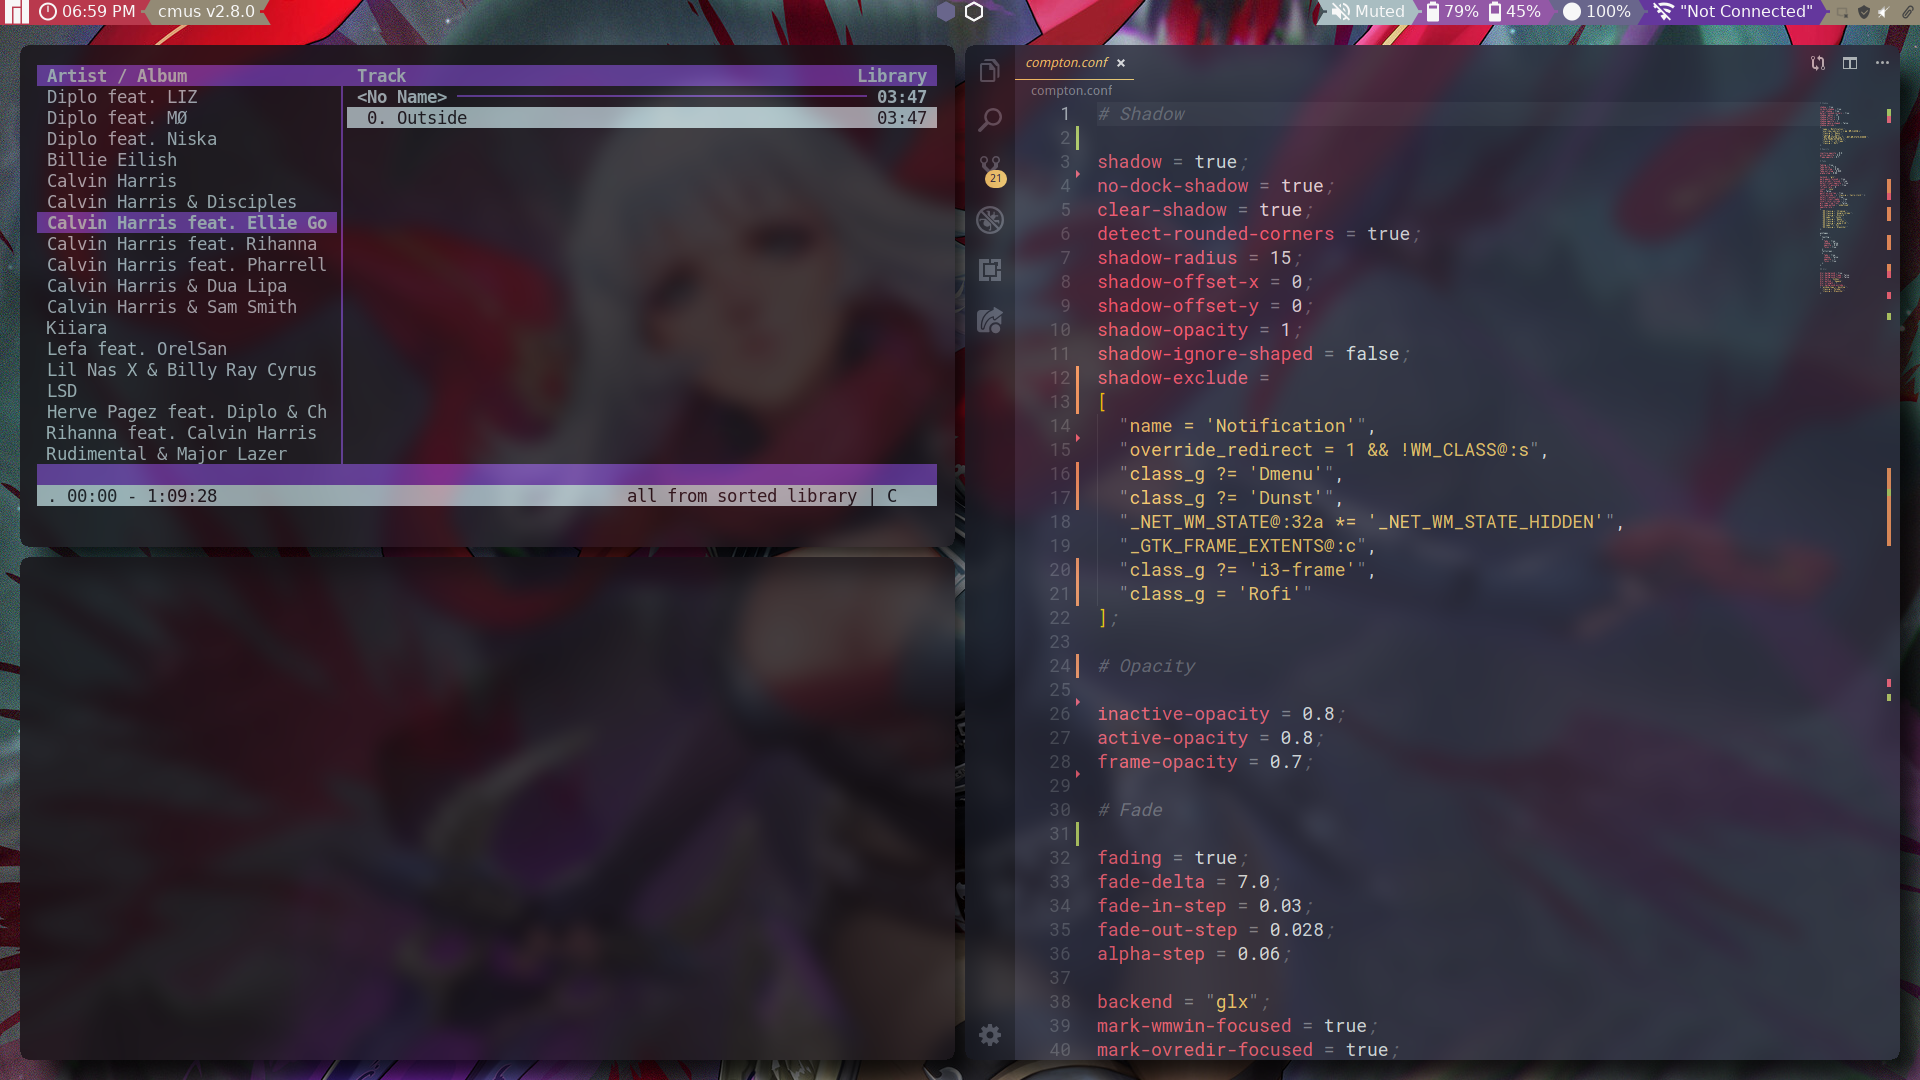 06:59 PM cmus v2.8.0 Muted 79% 45% 100% "Not Connected"
Artist / Album Track Library
Diplo feat. LIZ <No Name> 03:47
Diplo feat. MØ 0. Outside 03:47
Diplo feat. Niska
Billie Eilish
Calvin Harris
Calvin Harris & Disciples
Calvin Harris feat. Ellie Go
Calvin Harris feat. Rihanna
Calvin Harris feat. Pharrell
Calvin Harris & Dua Lipa
Calvin Harris & Sam Smith
Kiiara
Lefa feat. OrelSan
Lil Nas X & Billy Ray Cyrus
LSD
Herve Pagez feat. Diplo & Ch
Rihanna feat. Calvin Harris
Rudimental & Major Lazer
. 00:00 - 1:09:28 all from sorted library | C
compton.conf ×
compton.conf
21
1 # Shadow
2
3 shadow = true;
4 no-dock-shadow = true;
5 clear-shadow = true;
6 detect-rounded-corners = true;
7 shadow-radius = 15;
8 shadow-offset-x = 0;
9 shadow-offset-y = 0;
10 shadow-opacity = 1;
11 shadow-ignore-shaped = false;
12 shadow-exclude =
13 [
14 "name = 'Notification'",
15 "override_redirect = 1 && !WM_CLASS@:s",
16 "class_g ?= 'Dmenu'",
17 "class_g ?= 'Dunst'",
18 "_NET_WM_STATE@:32a *= '_NET_WM_STATE_HIDDEN'",
19 "_GTK_FRAME_EXTENTS@:c",
20 "class_g ?= 'i3-frame'",
21 "class_g = 'Rofi'"
22 ];
23
24 # Opacity
25
26 inactive-opacity = 0.8;
27 active-opacity = 0.8;
28 frame-opacity = 0.7;
29
30 # Fade
31
32 fading = true;
33 fade-delta = 7.0;
34 fade-in-step = 0.03;
35 fade-out-step = 0.028;
36 alpha-step = 0.06;
37
38 backend = "glx";
39 mark-wmwin-focused = true;
40 mark-ovredir-focused = true;